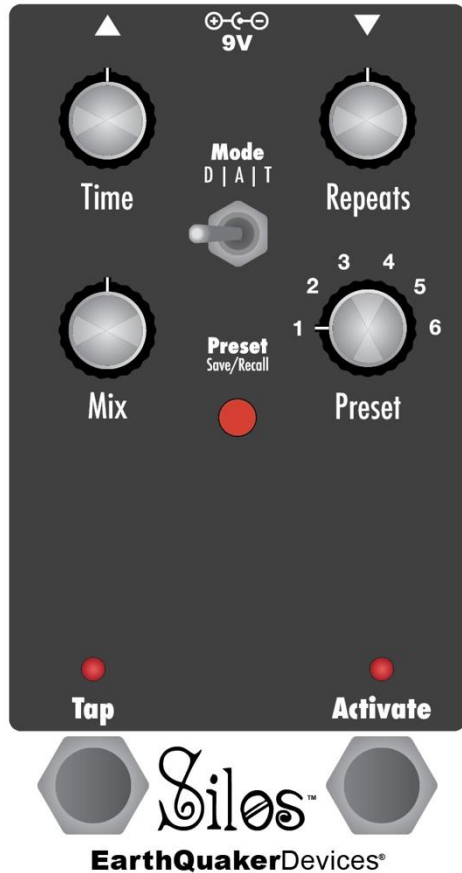 9V
Mode
D | A | T
Time
Repeats
3 4
2 5
1 6
Preset
Save/Recall
Mix
Preset
Tap
Activate
Silos™
EarthQuakerDevices®